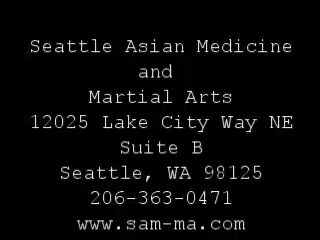 Seattle Asian Medicine
and
Martial Arts
12025 Lake City Way NE
Suite B
Seattle, WA 98125
206-363-0471
www.sam-ma.com